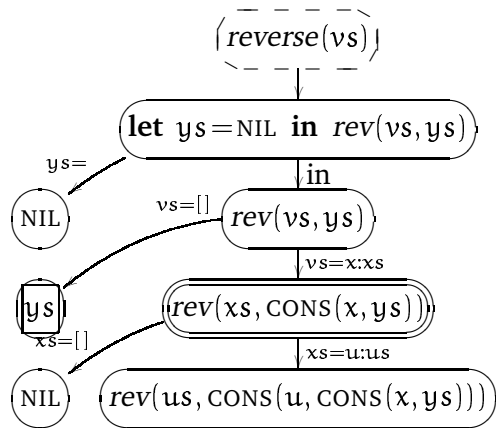 reverse(vs)
let ys=NIL in rev(vs,ys)
ys=
in
NIL
vs=[]
rev(vs,ys)
vs=x:xs
ys
rev(xs,CONS(x,ys))
xs=[]
xs=u:us
NIL
rev(us,CONS(u,CONS(x,ys)))